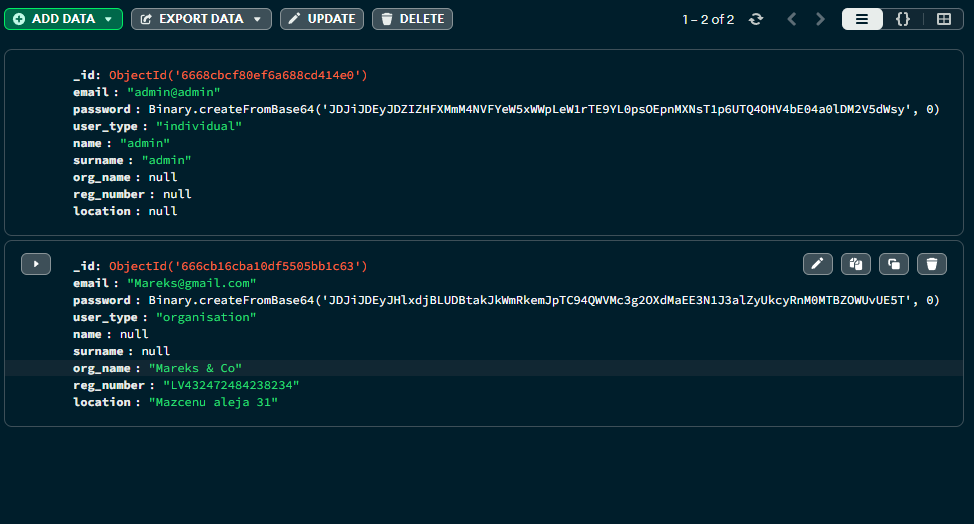 ADD DATA EXPORT DATA UPDATE DELETE 1 – 2 of 2 {}
_id: ObjectId('6668cbcf80ef6a688cd414e0')
email : "admin@admin"
password : Binary.createFromBase64('JDJiJDEyJDZIZHFXMmM4NVFYeW5xWWpLeW1rTE9YL0psOEpnMXNsT1p6UTQ4OHV4bE04a0lDM2V5dWsy', 0)
user_type : "individual"
name : "admin"
surname : "admin"
org_name : null
reg_number : null
location : null
_id: ObjectId('666cb16cba10df5505bb1c63')
email : "Mareks@gmail.com"
password : Binary.createFromBase64('JDJiJDEyJHlxdjBLUDBtakJkWmRkemJpTC94QWVMc3g2OXdMaEE3N1J3alZyUkcyRnM0MTBZOWUvUE5T', 0)
user_type : "organisation"
name : null
surname : null
org_name : "Mareks & Co"
reg_number : "LV432472484238234"
location : "Mazcenu aleja 31"